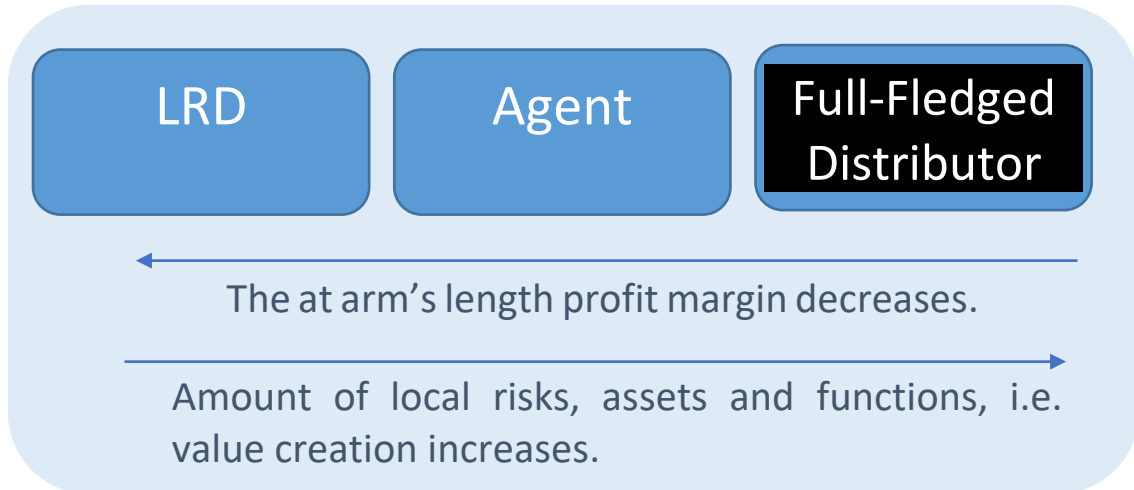 LRD
Agent
Full-Fledged
Distributor
The at arm’s length profit margin decreases.
Amount of local risks, assets and functions, i.e.
value creation increases.